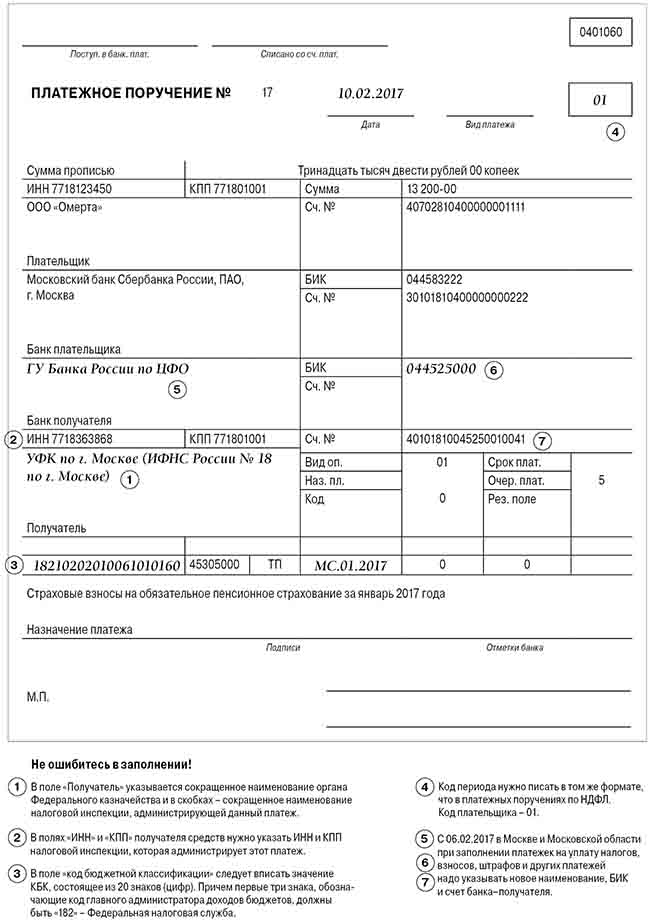 0401060
Поступ. в банк. плат. Списано со сч. плат.
ПЛАТЕЖНОЕ ПОРУЧЕНИЕ № 17 10.02.2017 01
Дата Вид платежа
4
Сумма прописью Тринадцать тысяч двести рублей 00 копеек
ИНН 7718123450 КПП 771801001 Сумма 13 200-00
ООО «Омерта» Сч. № 40702810400000001111
Плательщик
Московский банк Сбербанка России, ПАО, БИК 044583222
г. Москва Сч. № 30101810400000000222
Банк плательщика
ГУ Банка России по ЦФО БИК 044525000 6
5 Сч. №
Банк получателя
2 ИНН 7718363868 КПП 771801001 Сч. № 40101810045250010041 7
УФК по г. Москве (ИФНС России № 18 Вид оп. 01 Срок плат.
по г. Москве) 1 Наз. пл. Очер. плат. 5
Код 0 Рез. поле
Получатель
3 18210202010061010160 45305000 ТП МС.01.2017 0 0
Страховые взносы на обязательное пенсионное страхование за январь 2017 года
Назначение платежа
Подписи Отметки банка
М.П.
Не ошибитесь в заполнении!
1 В поле «Получатель» указывается сокращенное наименование органа
Федерального казначейства и в скобках – сокращенное наименование
налоговой инспекции, администрирующей данный платеж.
2 В полях «ИНН» и «КПП» получателя средств нужно указать ИНН и КПП
налоговой инспекции, которая администрирует этот платеж.
3 В поле «код бюджетной классификации» следует вписать значение
КБК, состоящее из 20 знаков (цифр). Причем первые три знака, обозна-
чающие код главного администратора доходов бюджетов, должны
быть «182» – Федеральная налоговая служба.
4 Код периода нужно писать в том же формате,
что в платежных поручениях по НДФЛ.
Код плательщика – 01.
5 С 06.02.2017 в Москве и Московской области
при заполнении платежек на уплату налогов,
6 взносов, штрафов и других платежей
7 надо указывать новое наименование, БИК
и счет банка–получателя.